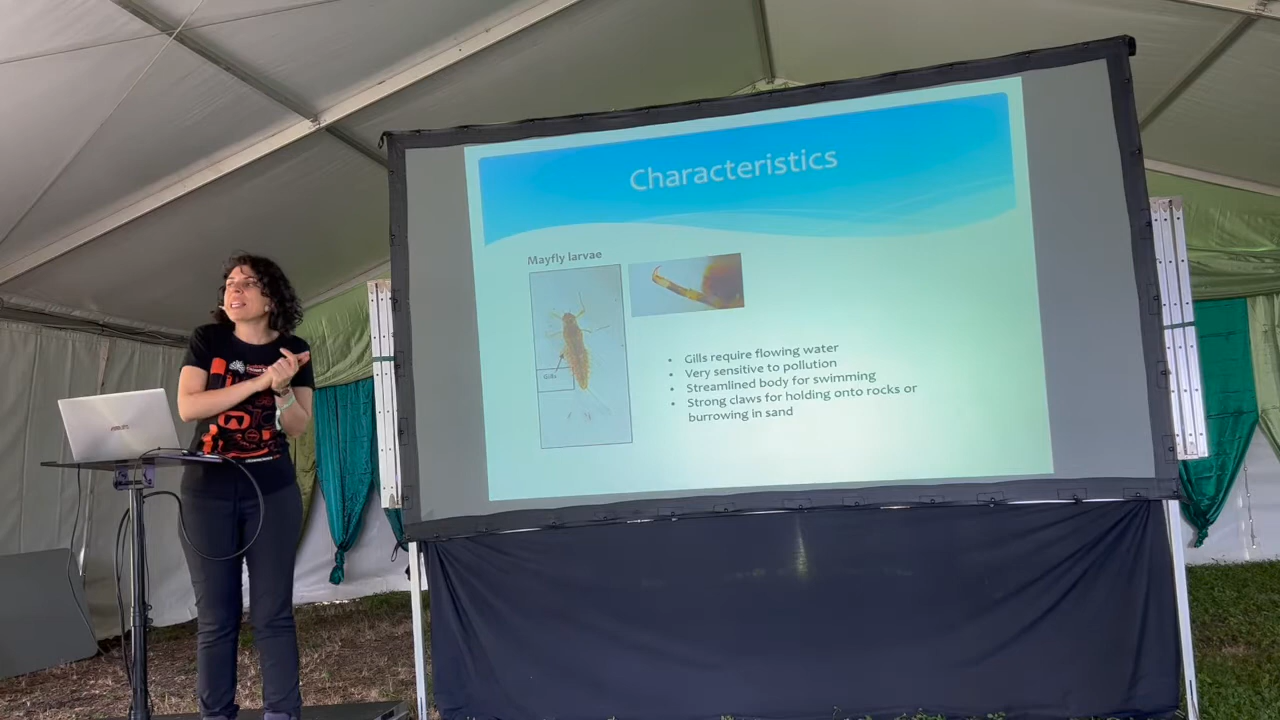 Characteristics
Mayfly larvae
Gills
• Gills require flowing water
• Very sensitive to pollution
• Streamlined body for swimming
• Strong claws for holding onto rocks or
burrowing in sand
ASUS